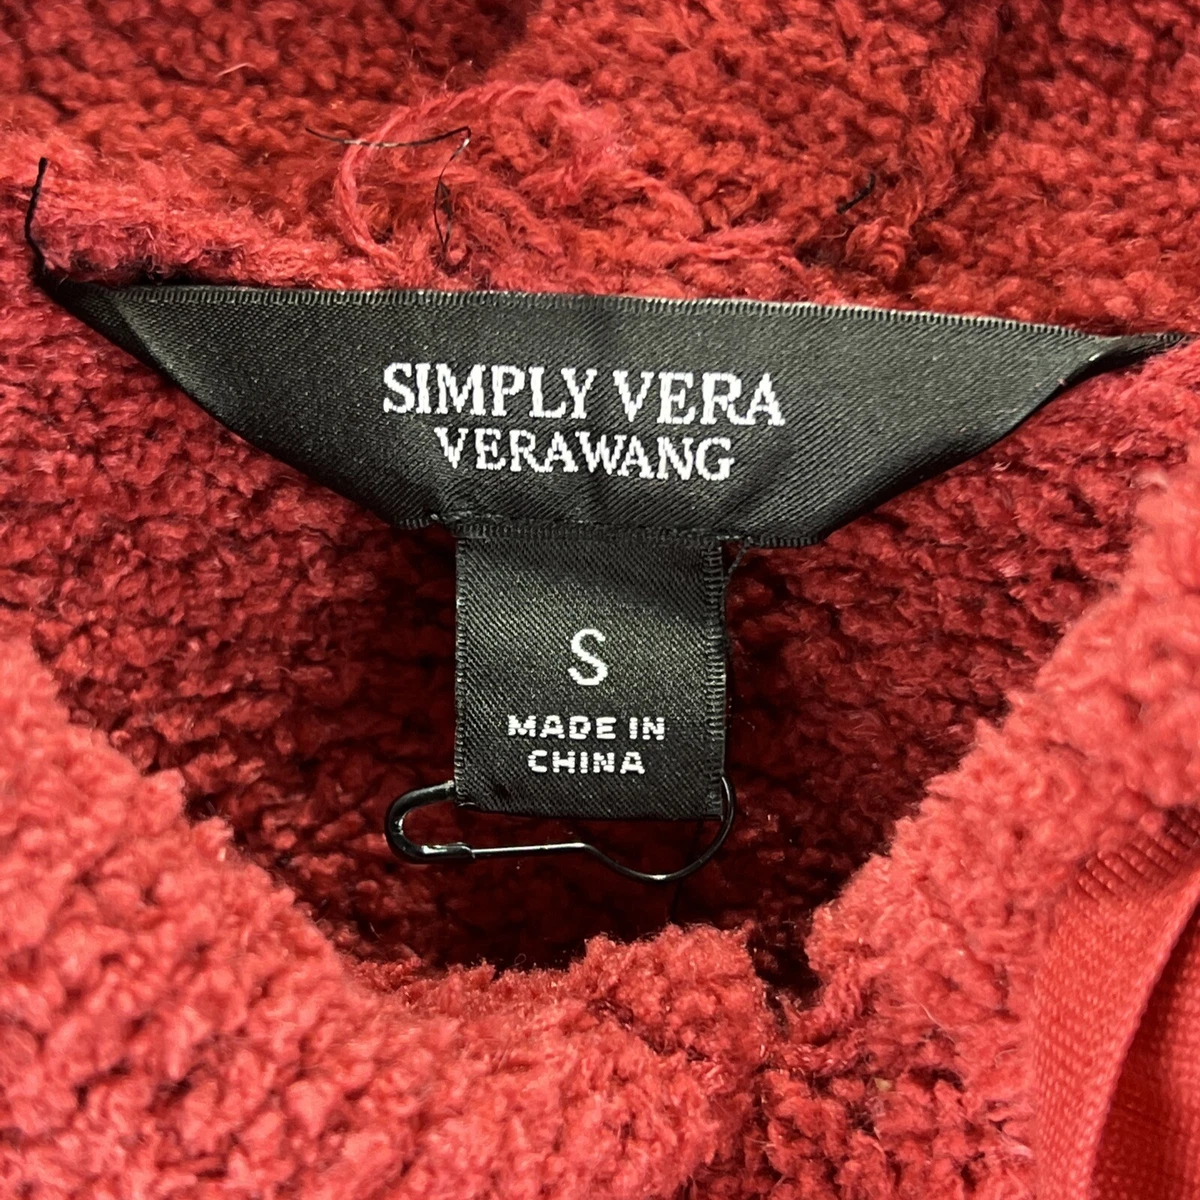 SIMPLY VERA
VERAWANG
S
MADE IN
CHINA